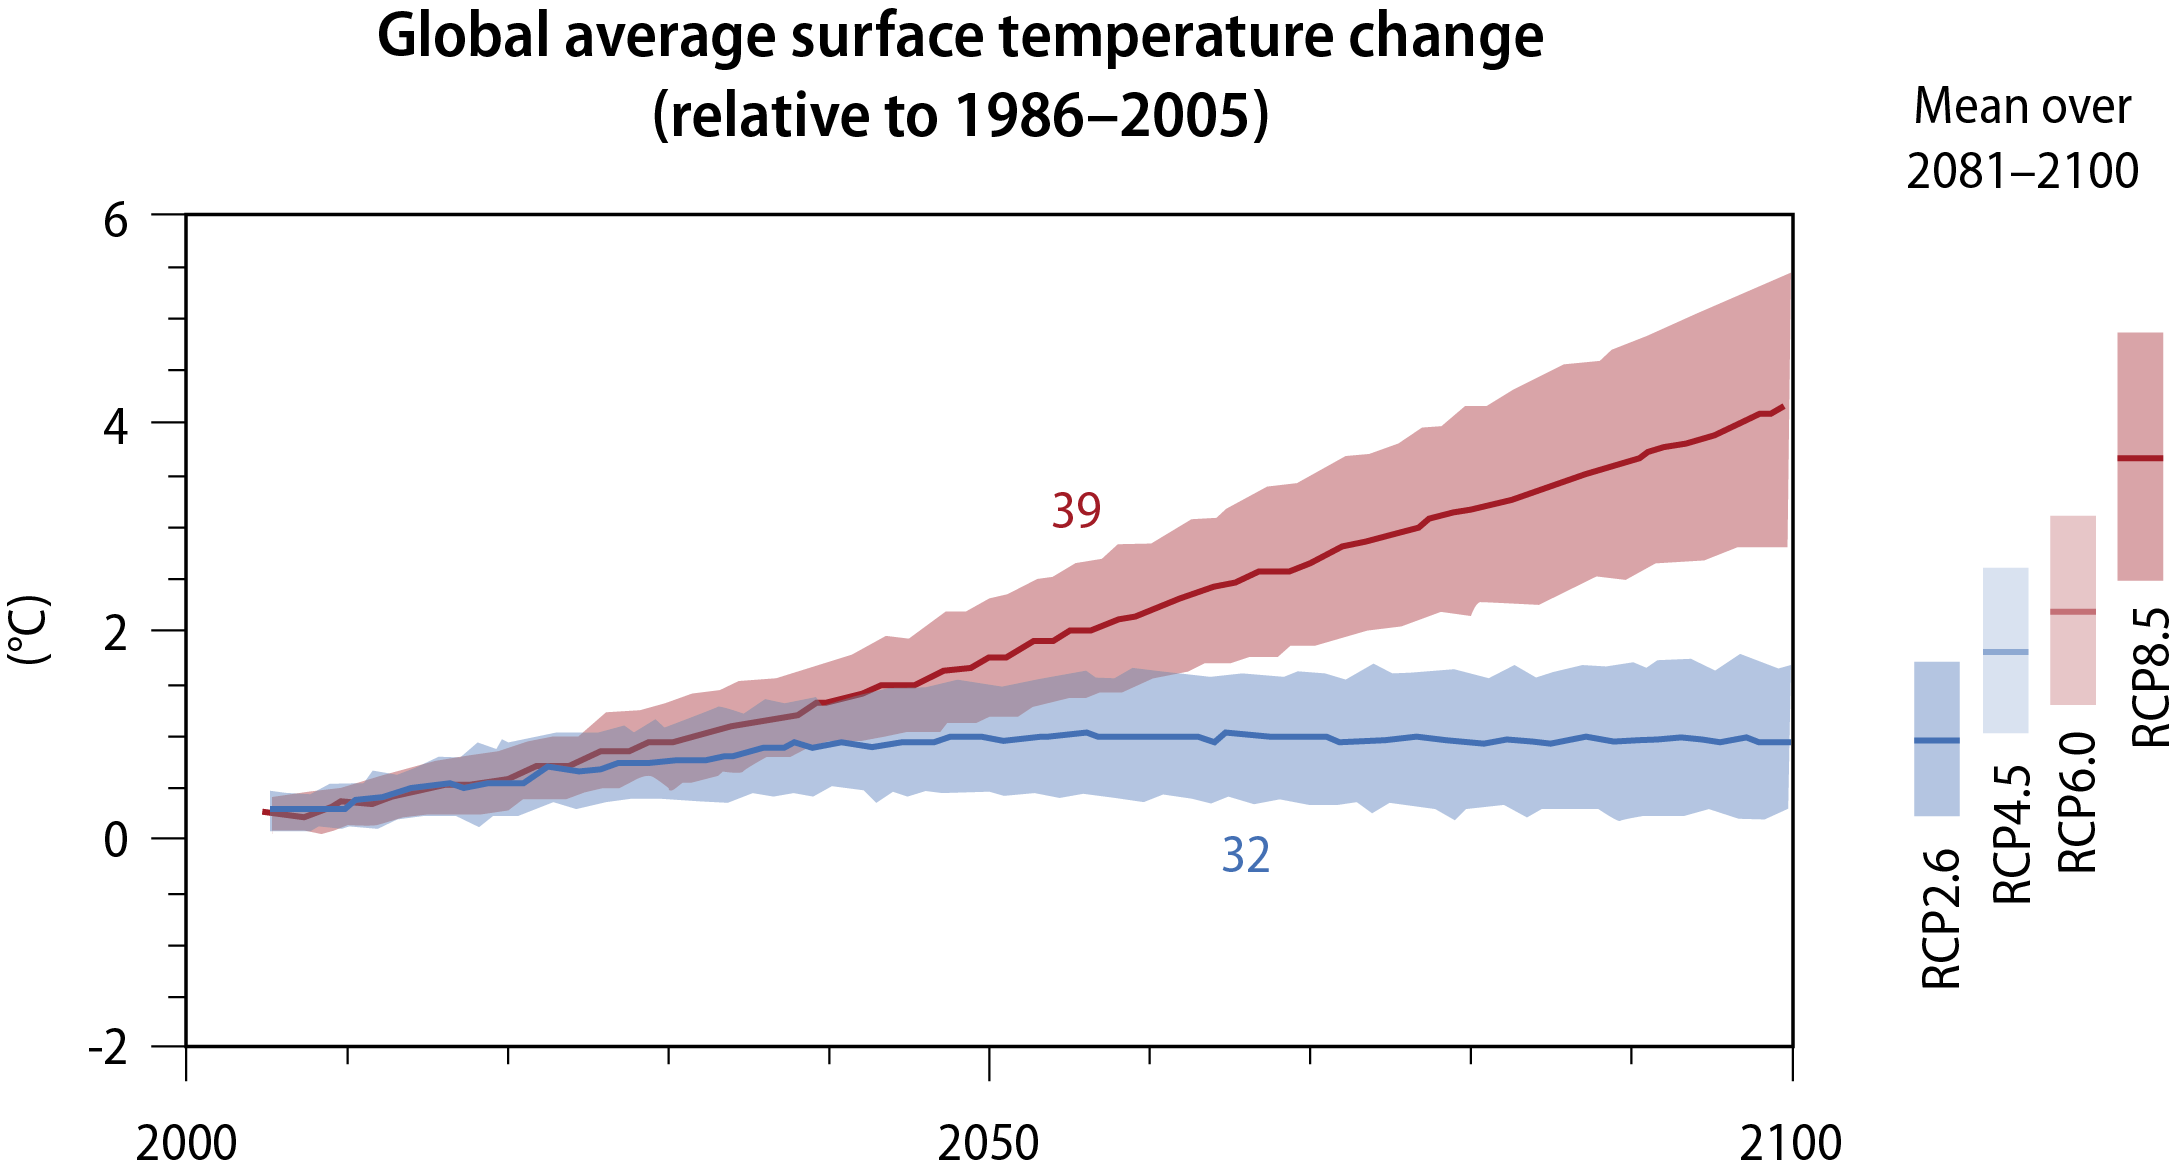 Global average surface temperature change
(relative to 1986–2005)
Mean over
2081–2100
6
4
2
0
-2
(°C)
39
32
2000
2050
2100
RCP2.6
RCP4.5
RCP6.0
RCP8.5